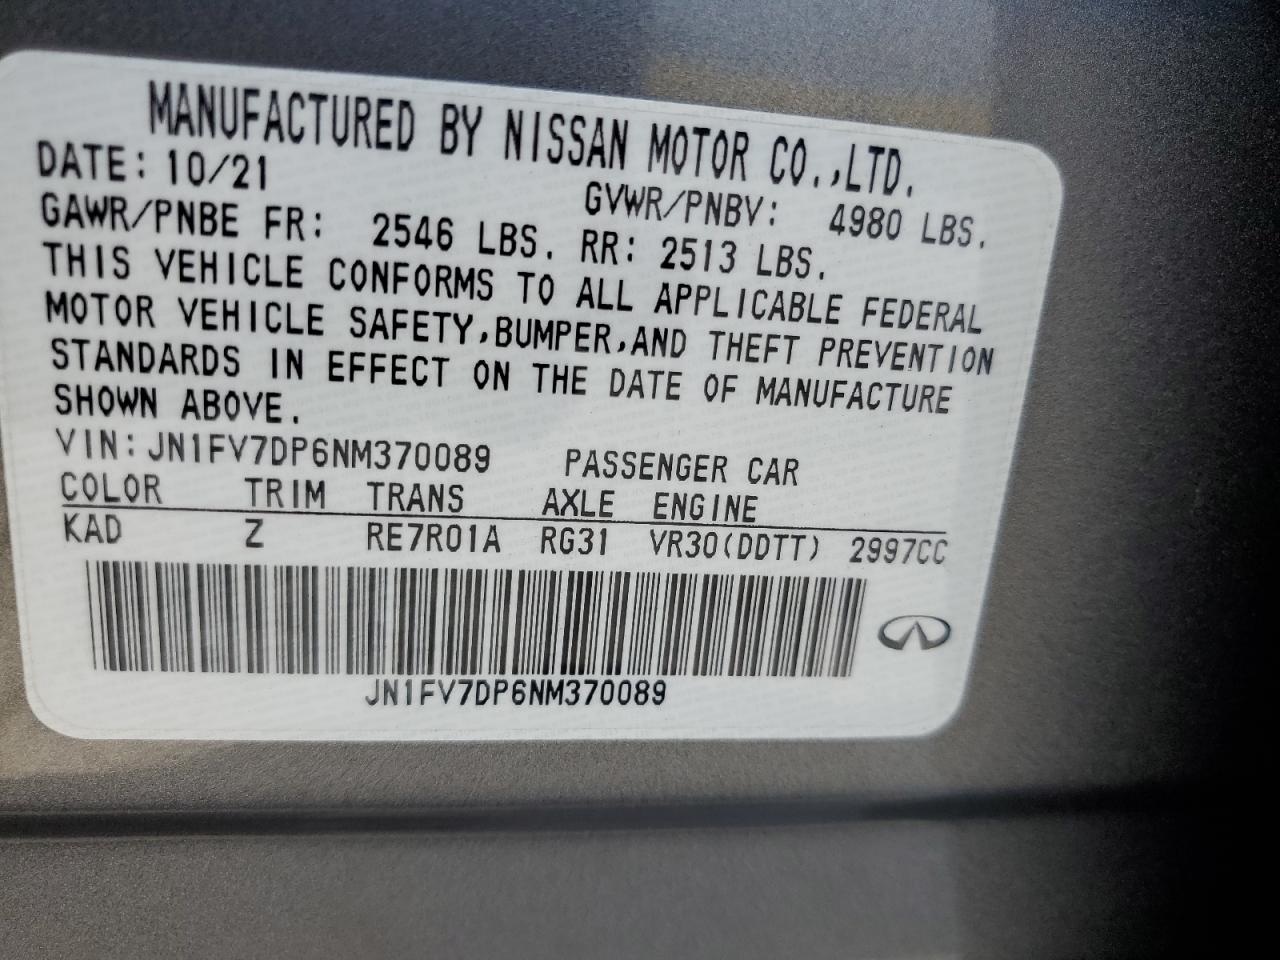 MANUFACTURED BY NISSAN MOTOR CO.,LTD.
DATE: 10/21 GVWR/PNBV: 4980 LBS.
GAWR/PNBE FR: 2546 LBS. RR: 2513 LBS.
THIS VEHICLE CONFORMS TO ALL APPLICABLE FEDERAL
MOTOR VEHICLE SAFETY,BUMPER,AND THEFT PREVENTION
STANDARDS IN EFFECT ON THE DATE OF MANUFACTURE
SHOWN ABOVE.
VIN:JN1FV7DP6NM370089 PASSENGER CAR
COLOR TRIM TRANS AXLE ENGINE
KAD Z RE7R01A RG31 VR30(DDTT) 2997CC
JN1FV7DP6NM370089